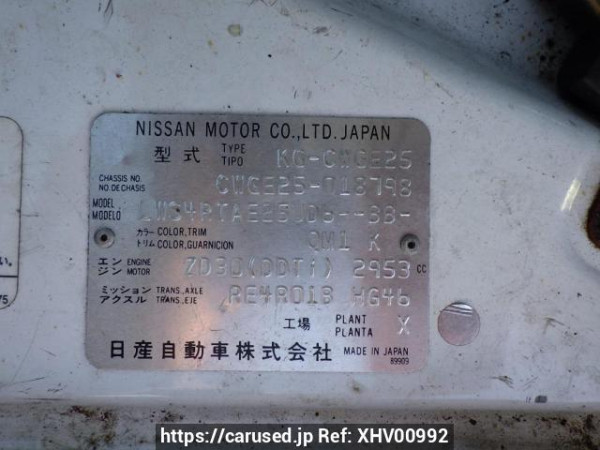 NISSAN MOTOR CO.,LTD. JAPAN
型式 TYPE TIPO KG-CWGE25
CHASSIS NO. NO.DE CHASIS CWGE25-018798
MODEL MODELO
カラー COLOR,TRIM
トリム COLOR,GUARNICION QM1 K
エン ENGINE
ジン MOTOR ZD30(DDTi) 2953 CC
ミッション TRANS.,AXLE
アクスル TRANS.,EJE RE4R01B HG46
工場 PLANT PLANTA X
日産自動車株式会社 MADE IN JAPAN
89909
い。
75
https://carused.jp Ref: XHV00992